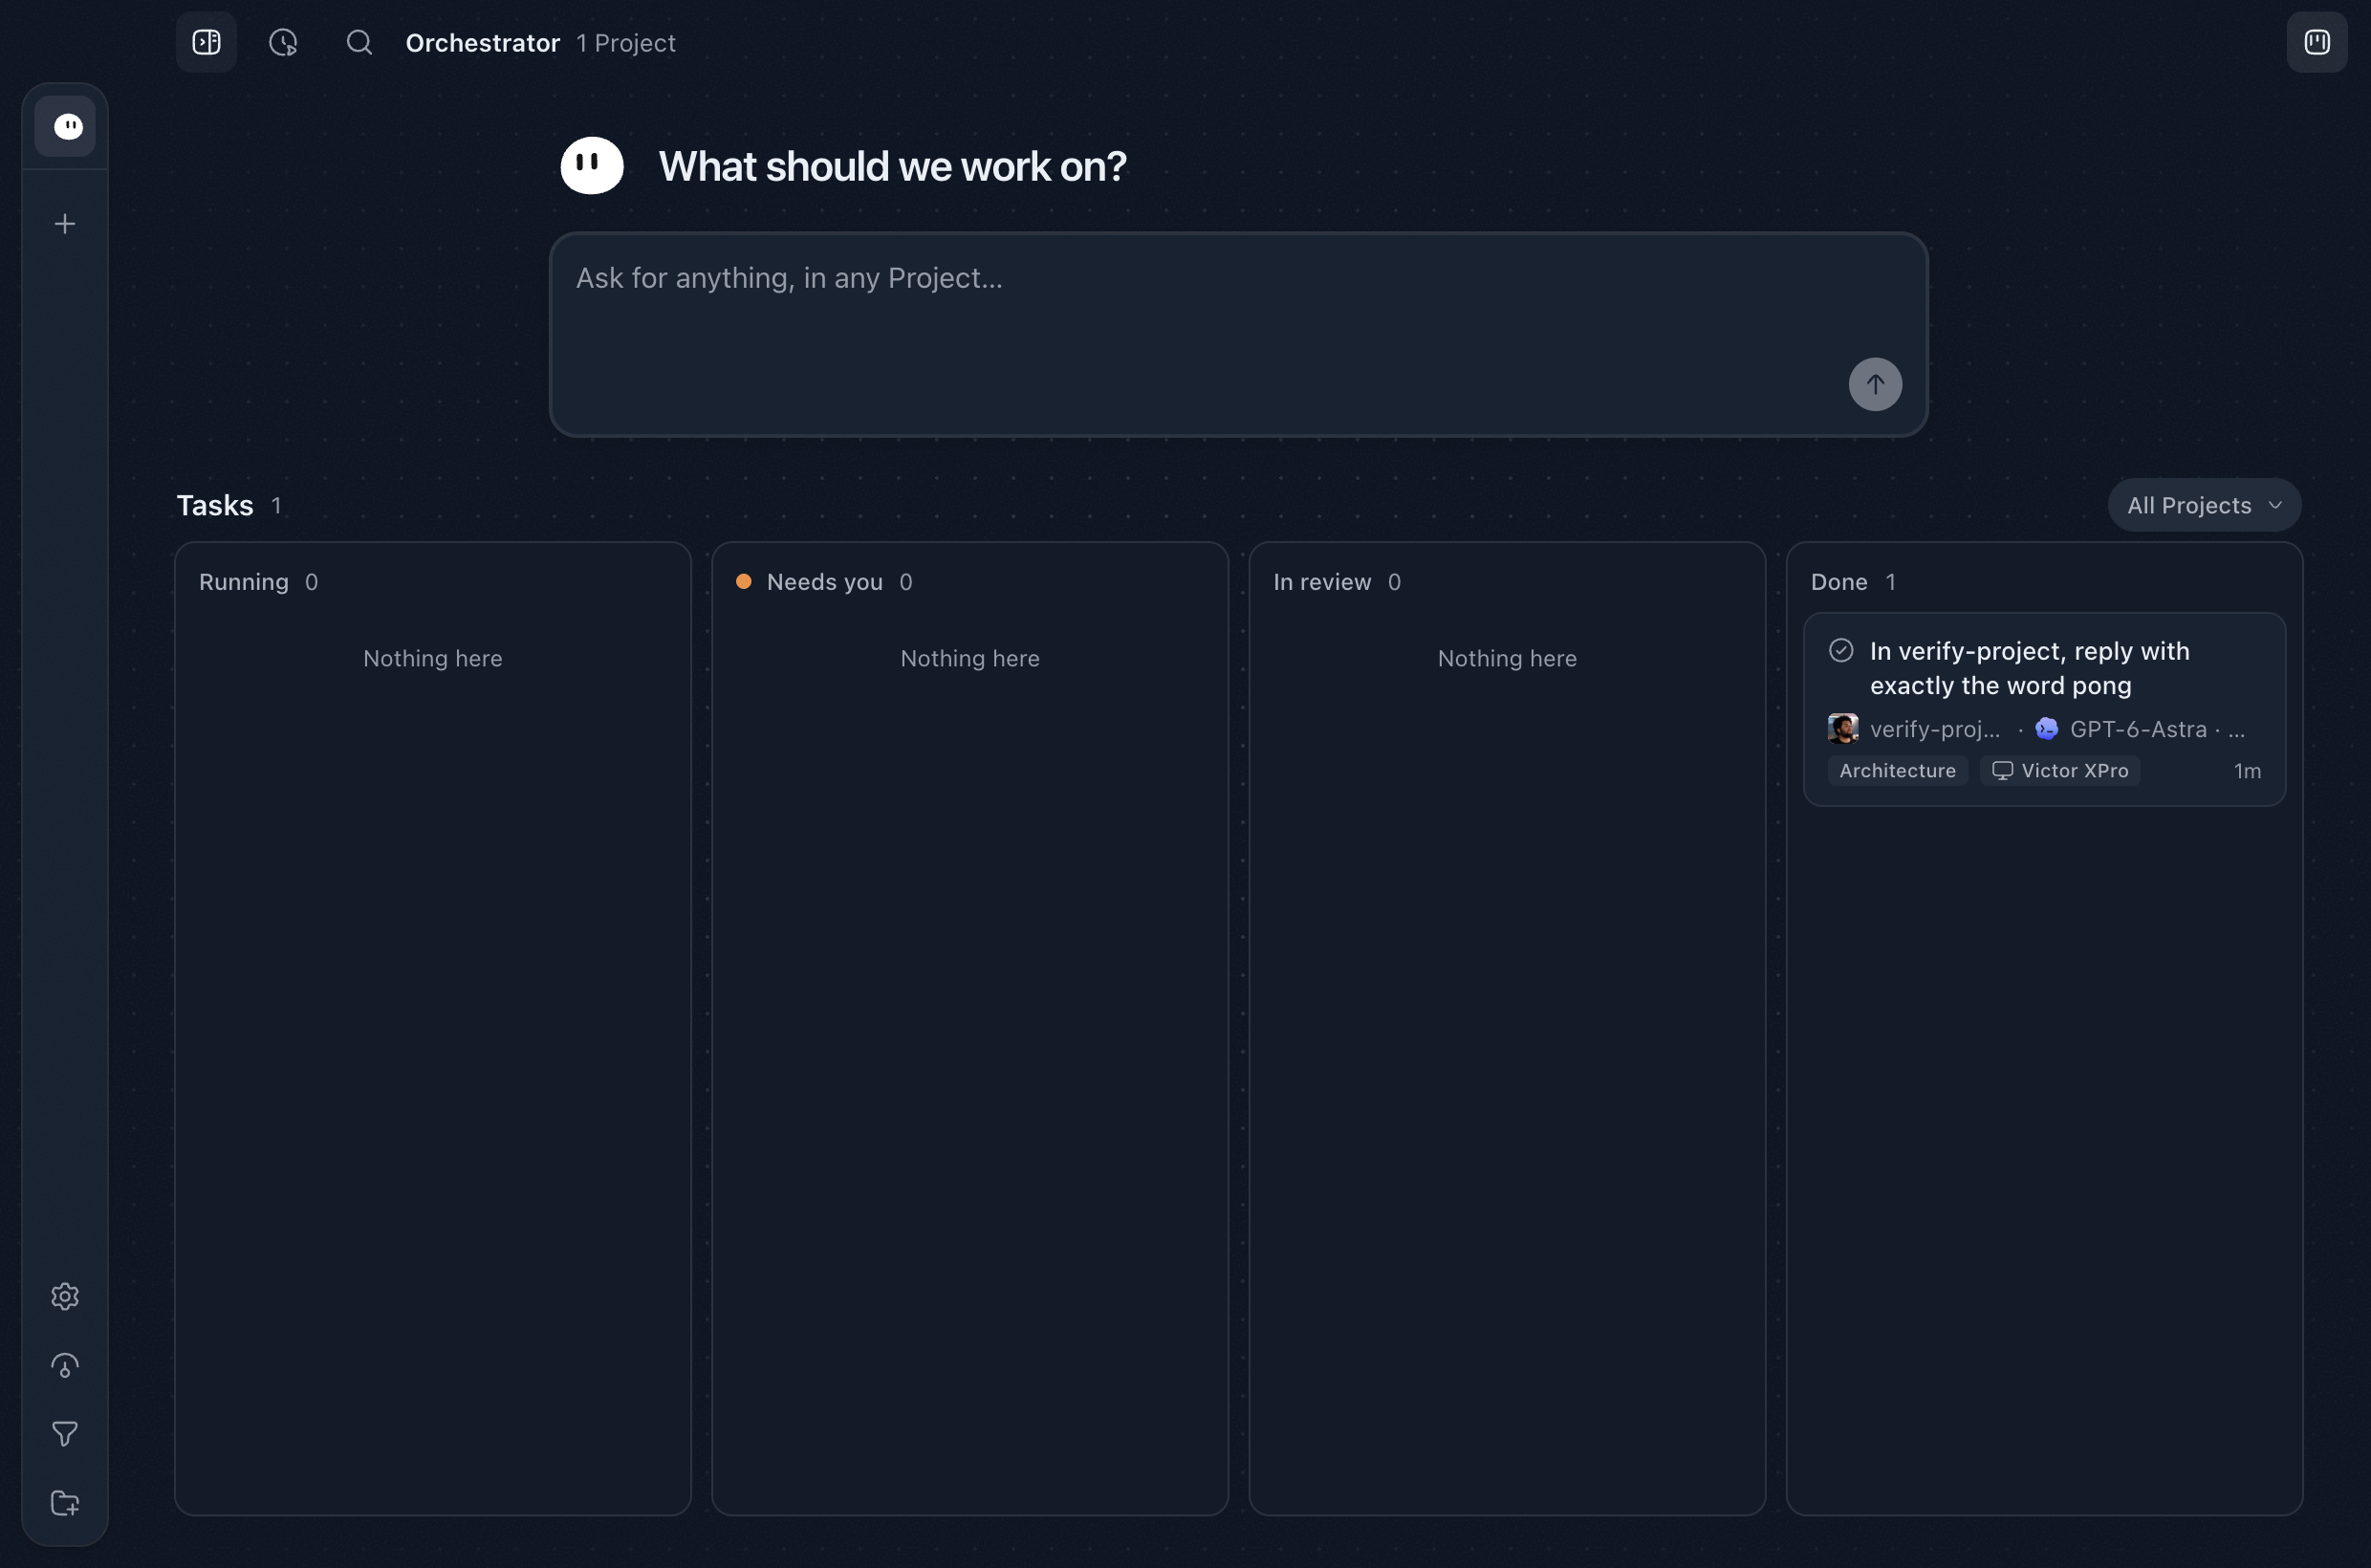 Orchestrator 1 Project
What should we work on?
Ask for anything, in any Project...
Tasks 1
All Projects
Running 0
Nothing here
Needs you 0
Nothing here
In review 0
Nothing here
Done 1
In verify-project, reply with
exactly the word pong
verify-proj... · GPT-6-Astra · ...
Architecture Victor XPro 1m